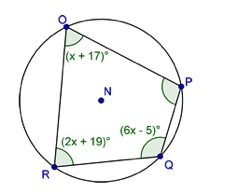 O
(x + 17)°
P
N
(6x - 5)°
(2x + 19)°
R
Q